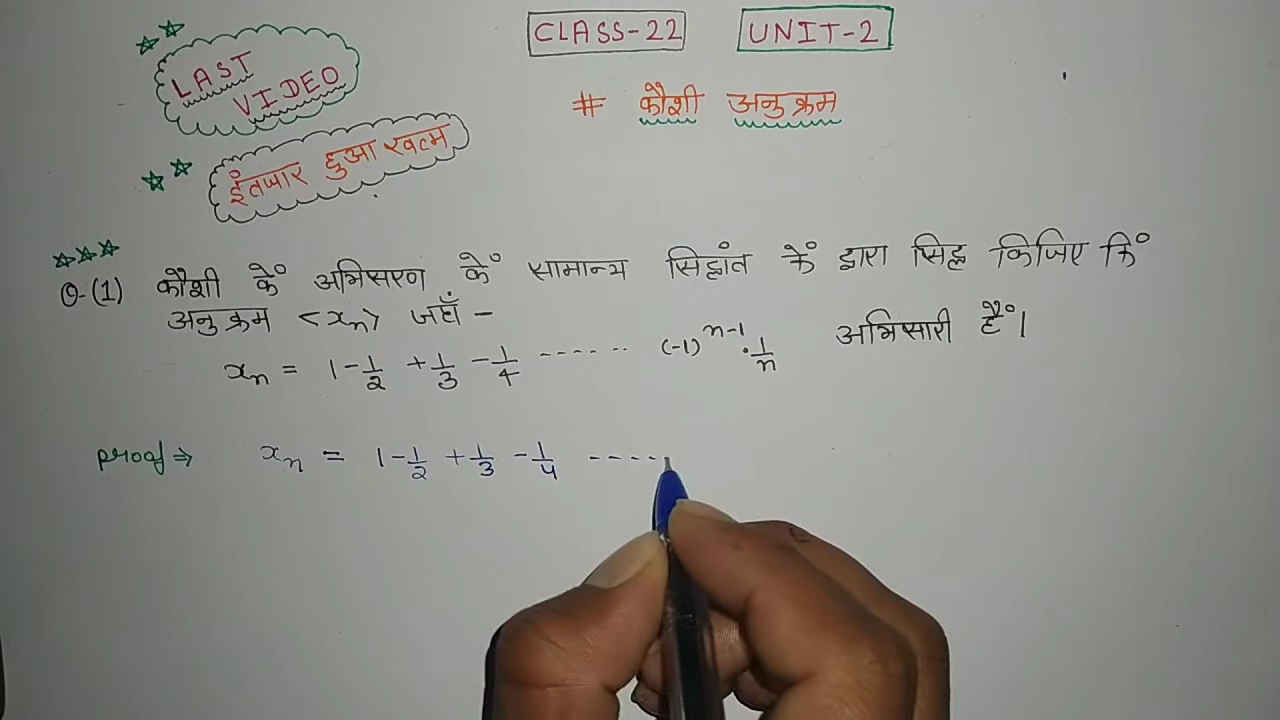 LAST
VIDEO
CLASS-22
UNIT-2
# कौशी अनुक्रम
इंतजार हुआ खत्म
Q-(1) कौशी के अभिसरण के सामान्य सिद्धांत के द्वारा सिद्ध किजिए कि
अनुक्रम <xₙ> जहाँ -
xₙ = 1 - 1/2 + 1/3 - 1/4 ------ (-1)ⁿ⁻¹ · 1/n अभिसारी है।
Proof ⇒ xₙ = 1 - 1/2 + 1/3 - 1/4 -----